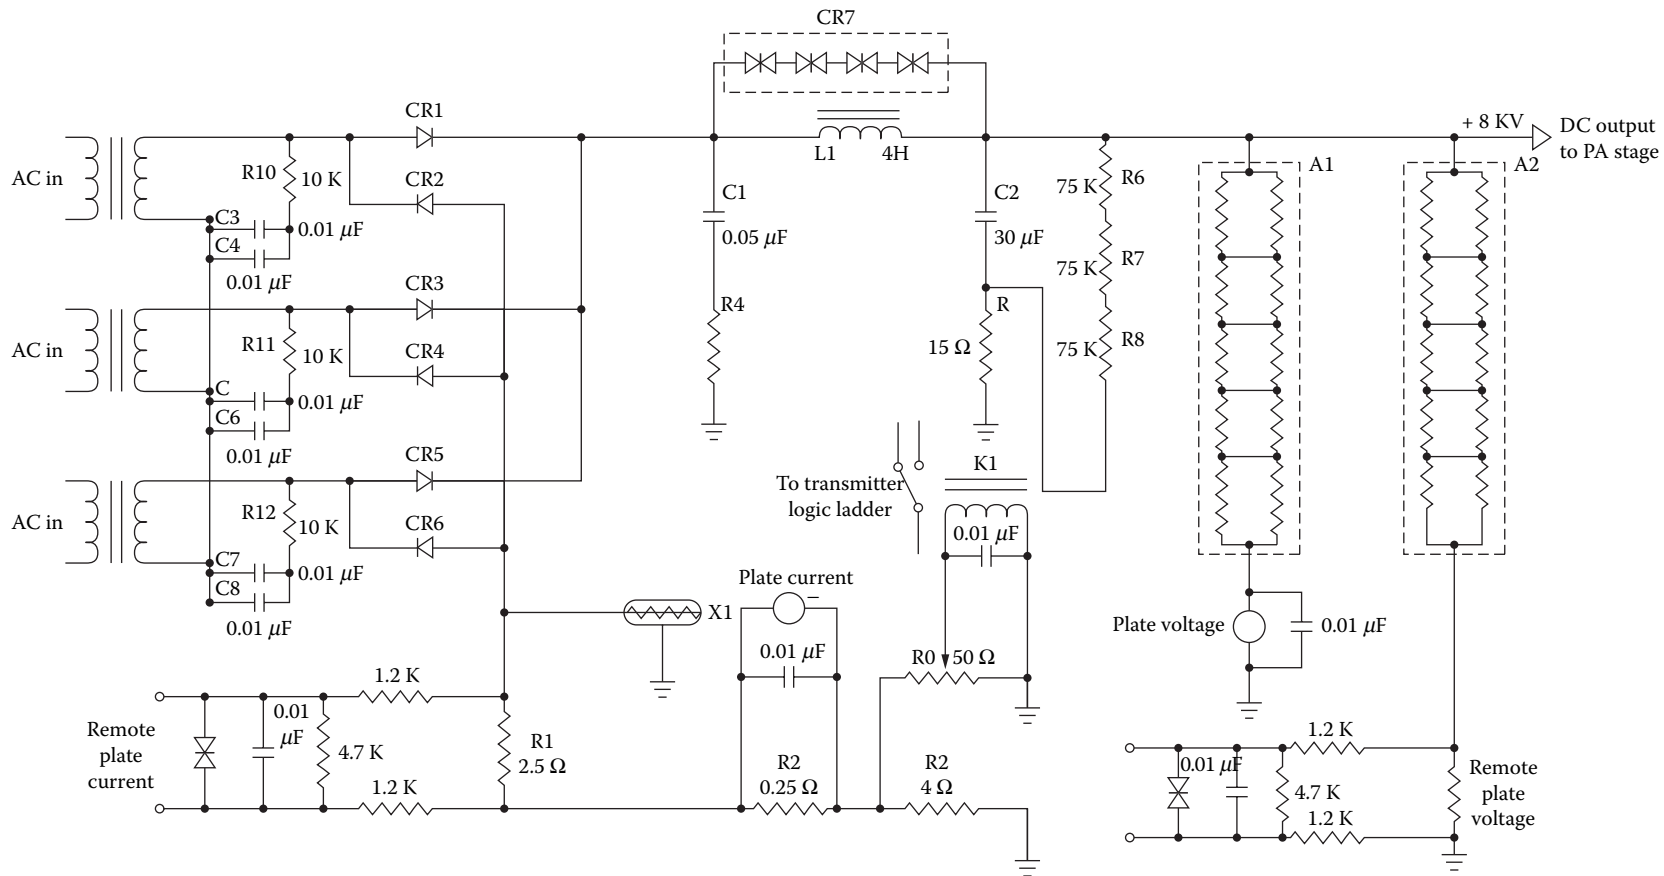 CR7
+ 8 KV
DC output
to PA stage
L1
4H
A1
A2
CR1
AC in
R10
10 K
CR2
C3
0.01 µF
C4
0.01 µF
C1
0.05 µF
C2
30 µF
75 K
R6
75 K
R7
75 K
R8
CR3
AC in
R11
10 K
CR4
C
0.01 µF
C6
0.01 µF
R4
R
15 Ω
CR5
AC in
R12
10 K
CR6
C7
0.01 µF
C8
0.01 µF
To transmitter
logic ladder
K1
0.01 µF
Plate current
−
X1
0.01 µF
R0
50 Ω
Plate voltage
0.01 µF
1.2 K
Remote
plate
current
0.01
µF
4.7 K
1.2 K
R1
2.5 Ω
R2
0.25 Ω
R2
4 Ω
1.2 K
0.01 µF
4.7 K
1.2 K
Remote
plate
voltage